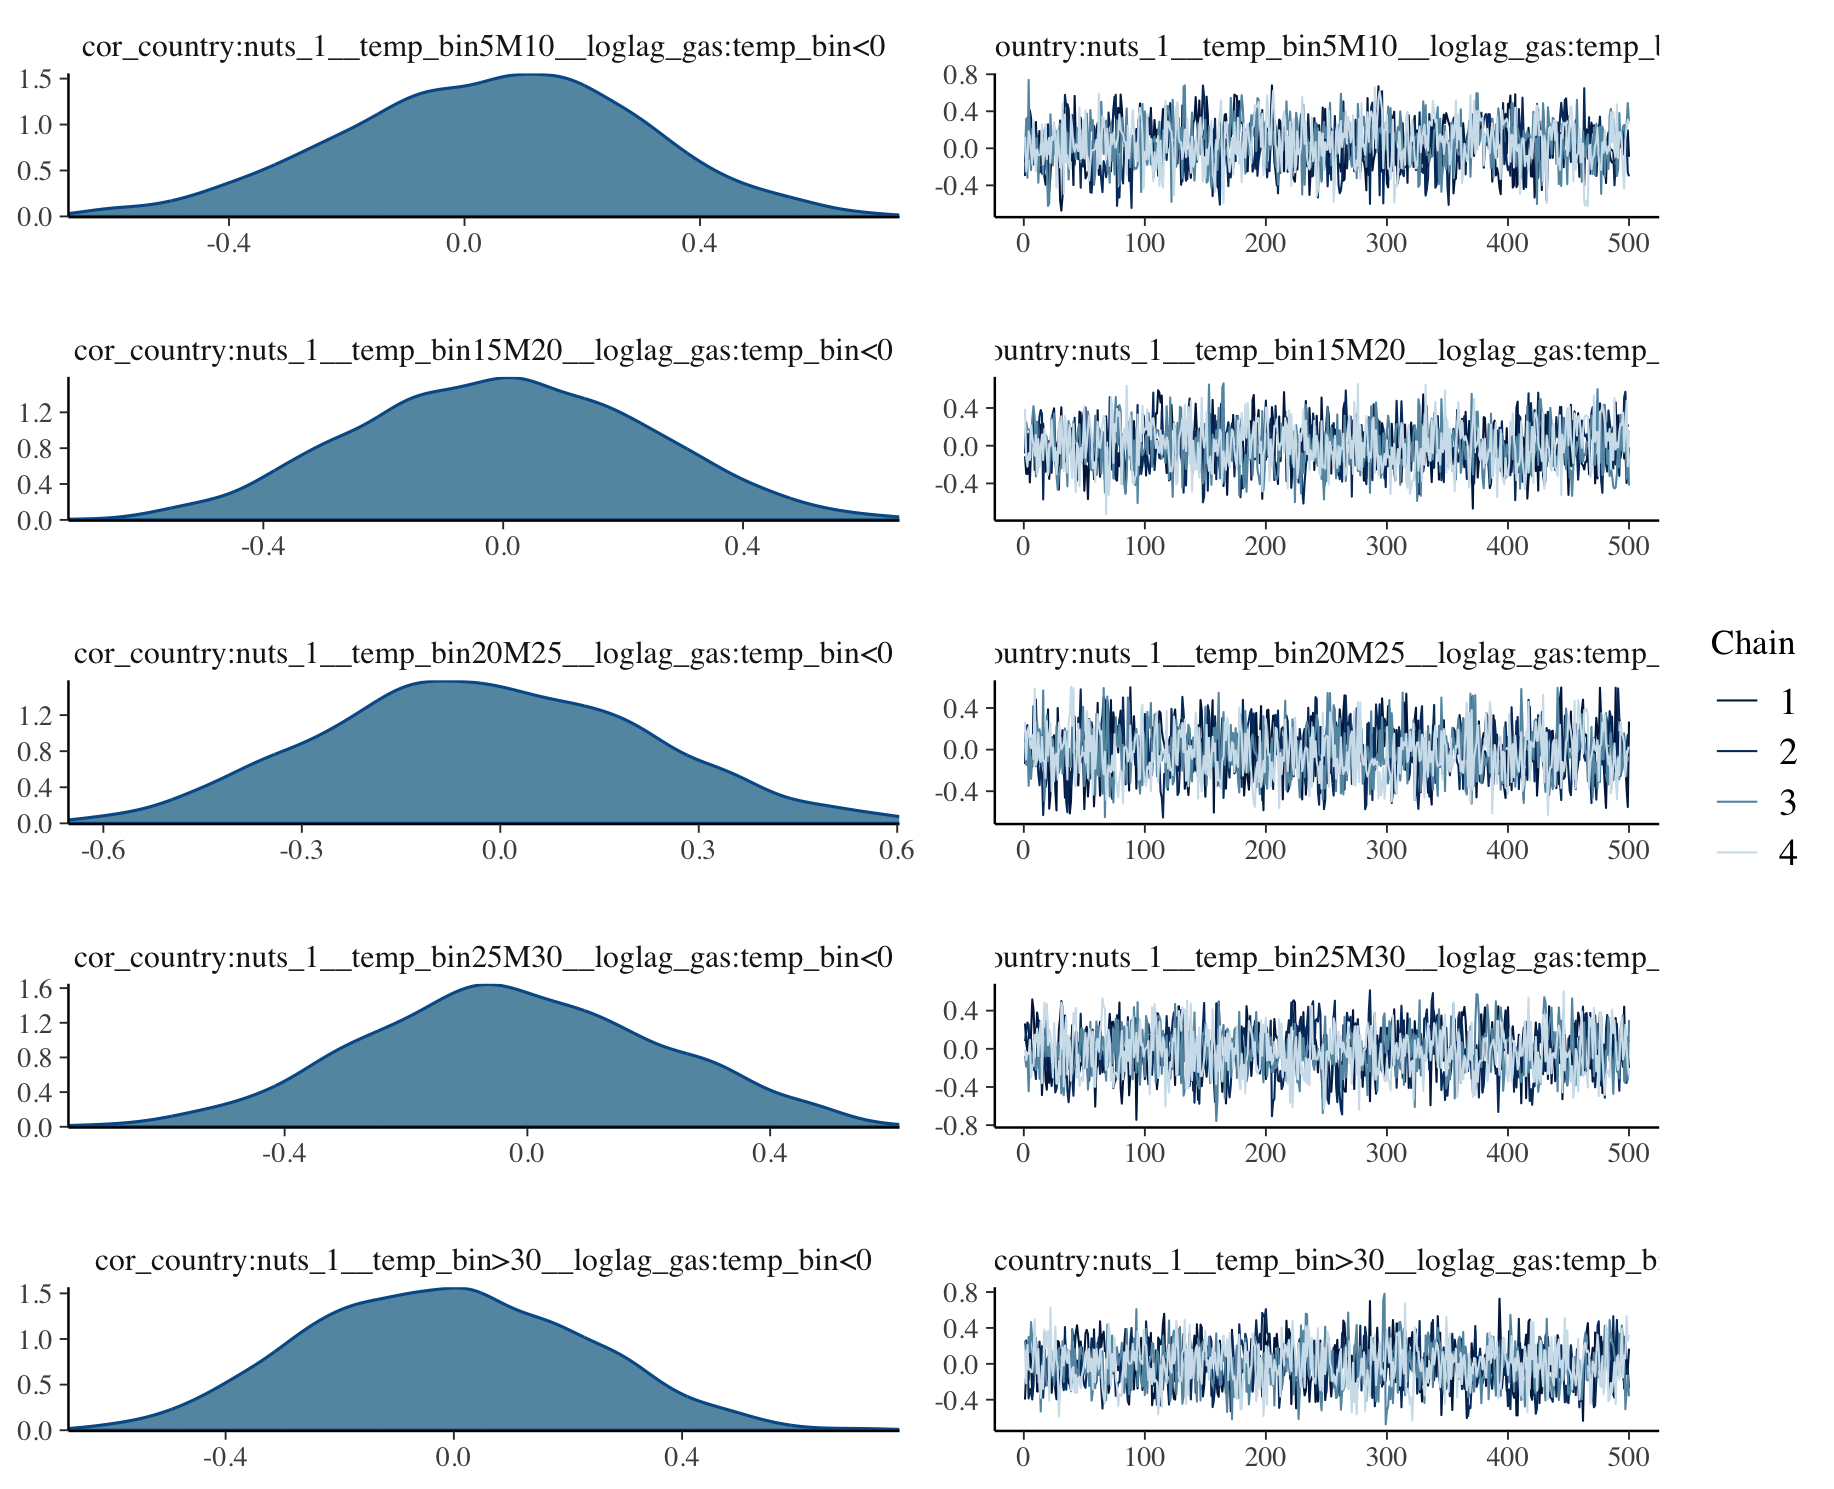 cor_country:nuts_1__temp_bin5M10__loglag_gas:temp_bin<0
ountry:nuts_1__temp_bin5M10__loglag_gas:temp_
1.5
1.0
0.5
0.0
-0.4 0.0 0.4
0.8
0.4
0.0
-0.4
0 100 200 300 400 500
cor_country:nuts_1__temp_bin15M20__loglag_gas:temp_bin<0
untry:nuts_1__temp_bin15M20__loglag_gas:temp_
1.2
0.8
0.4
0.0
-0.4 0.0 0.4
0.4
0.0
-0.4
0 100 200 300 400 500
cor_country:nuts_1__temp_bin20M25__loglag_gas:temp_bin<0
untry:nuts_1__temp_bin20M25__loglag_gas:temp_
1.2
0.8
0.4
0.0
-0.6 -0.3 0.0 0.3 0.6
0.4
0.0
-0.4
0 100 200 300 400 500
Chain
1
2
3
4
cor_country:nuts_1__temp_bin25M30__loglag_gas:temp_bin<0
untry:nuts_1__temp_bin25M30__loglag_gas:temp_
1.6
1.2
0.8
0.4
0.0
-0.4 0.0 0.4
0.4
0.0
-0.4
-0.8
0 100 200 300 400 500
cor_country:nuts_1__temp_bin>30__loglag_gas:temp_bin<0
country:nuts_1__temp_bin>30__loglag_gas:temp_b
1.5
1.0
0.5
0.0
-0.4 0.0 0.4
0.8
0.4
0.0
-0.4
0 100 200 300 400 500